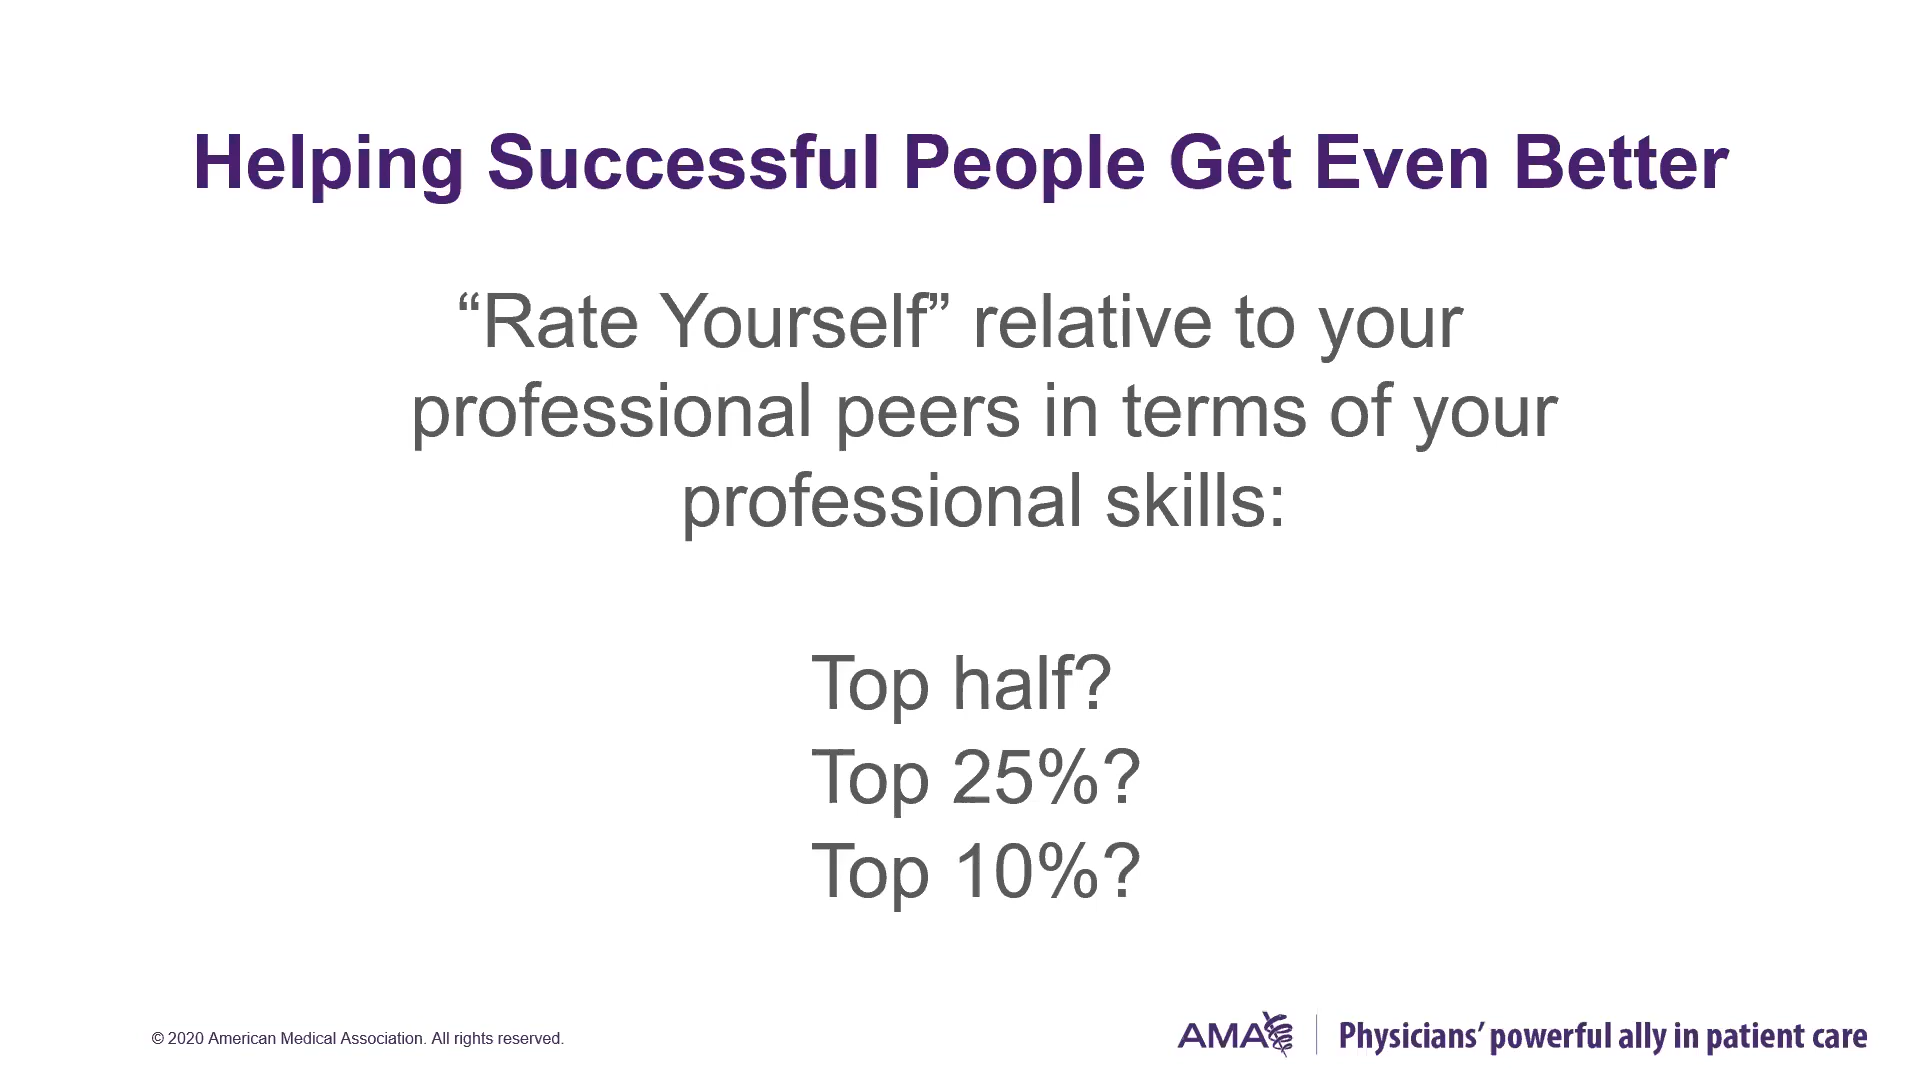 Helping Successful People Get Even Better
“Rate Yourself” relative to your
professional peers in terms of your
professional skills:
Top half?
Top 25%?
Top 10%?
© 2020 American Medical Association. All rights reserved.
AMA
Physicians’ powerful ally in patient care